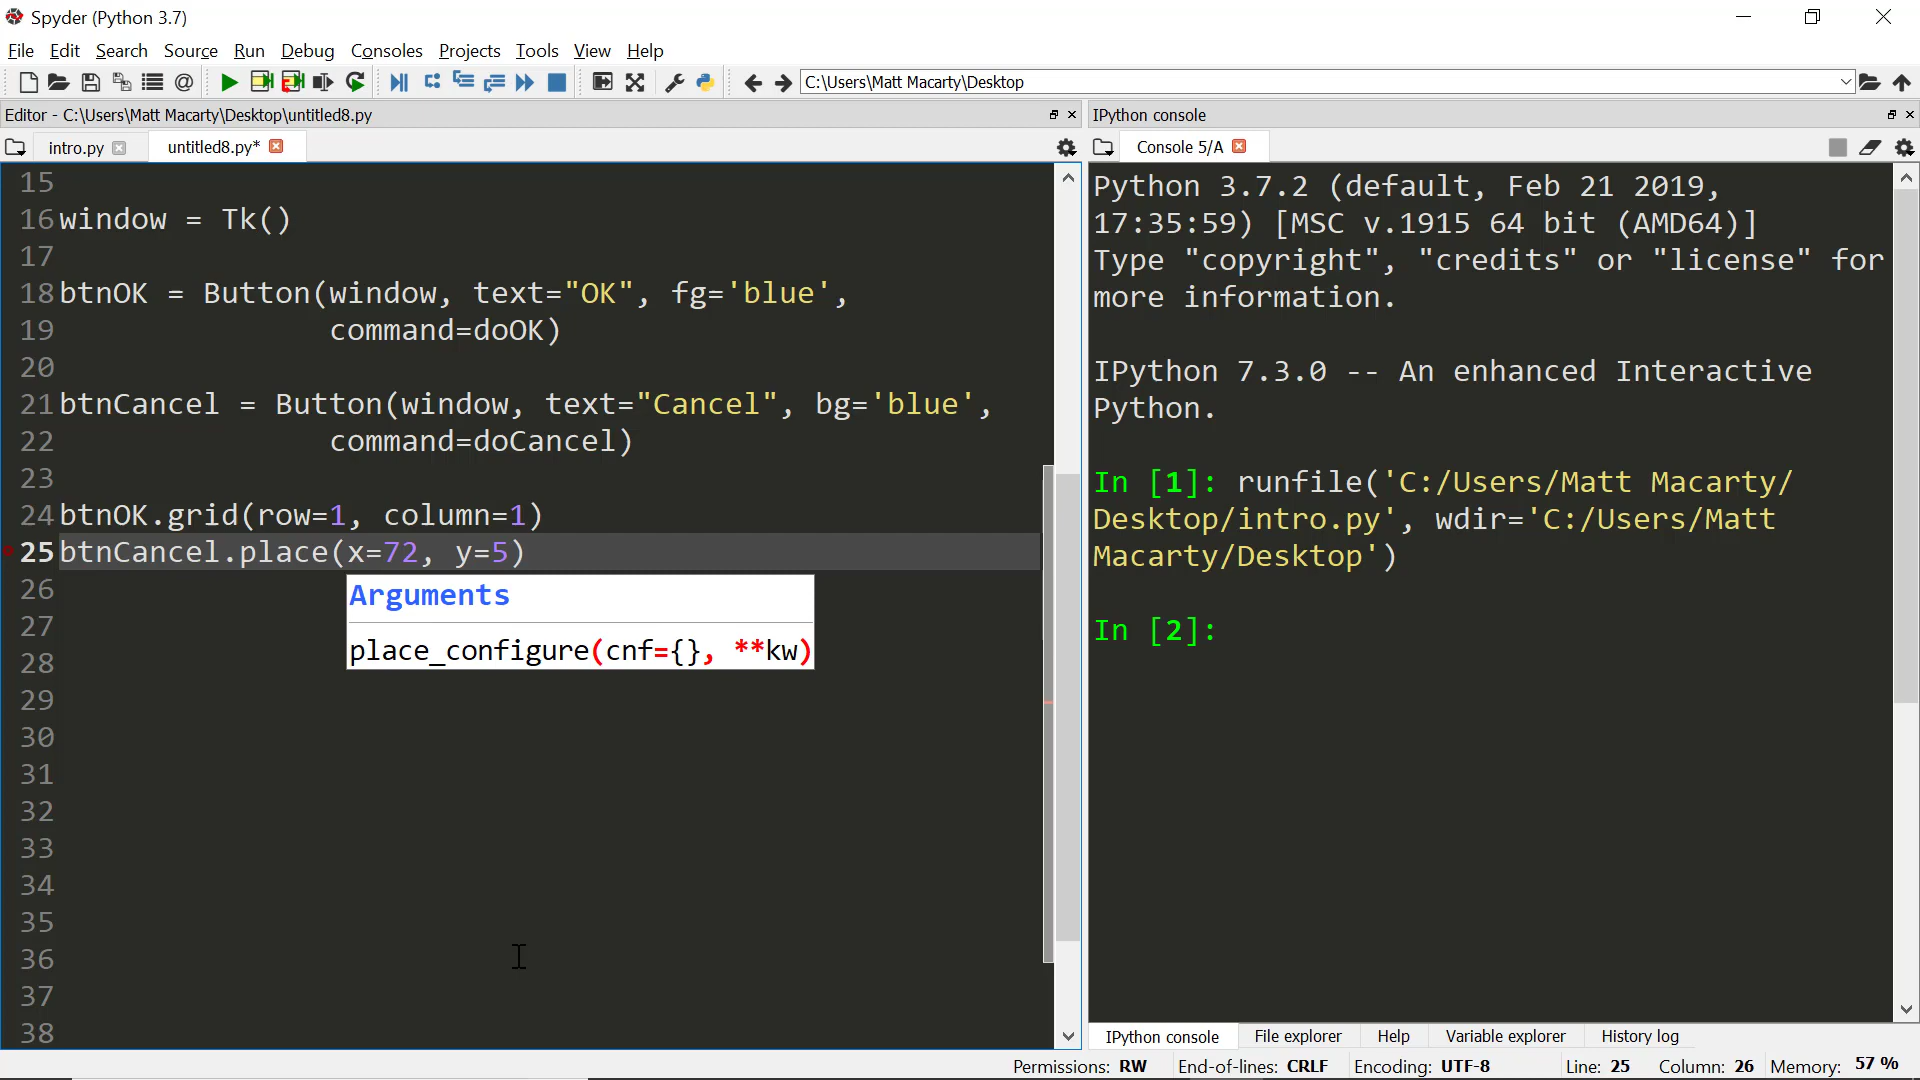 Spyder (Python 3.7)
File Edit Search Source Run Debug Consoles Projects Tools View Help
C:\Users\Matt Macarty\Desktop
Editor - C:\Users\Matt Macarty\Desktop\untitled8.py
intro.py
untitled8.py*
15
16 window = Tk()
17
18 btnOK = Button(window, text="OK", fg='blue',
19 command=doOK)
20
21 btnCancel = Button(window, text="Cancel", bg='blue',
22 command=doCancel)
23
24 btnOK.grid(row=1, column=1)
25 btnCancel.place(x=72, y=5)
26
Arguments
27
28
place_configure(cnf={}, **kw)
29
30
31
32
33
34
35
36
37
38
IPython console
Console 5/A
Python 3.7.2 (default, Feb 21 2019,
17:35:59) [MSC v.1915 64 bit (AMD64)]
Type "copyright", "credits" or "license" for
more information.
IPython 7.3.0 -- An enhanced Interactive
Python.
In [1]: runfile('C:/Users/Matt Macarty/
Desktop/intro.py', wdir='C:/Users/Matt
Macarty/Desktop')
In [2]:
IPython console File explorer Help Variable explorer History log
Permissions: RW End-of-lines: CRLF Encoding: UTF-8 Line: 25 Column: 26 Memory: 57 %